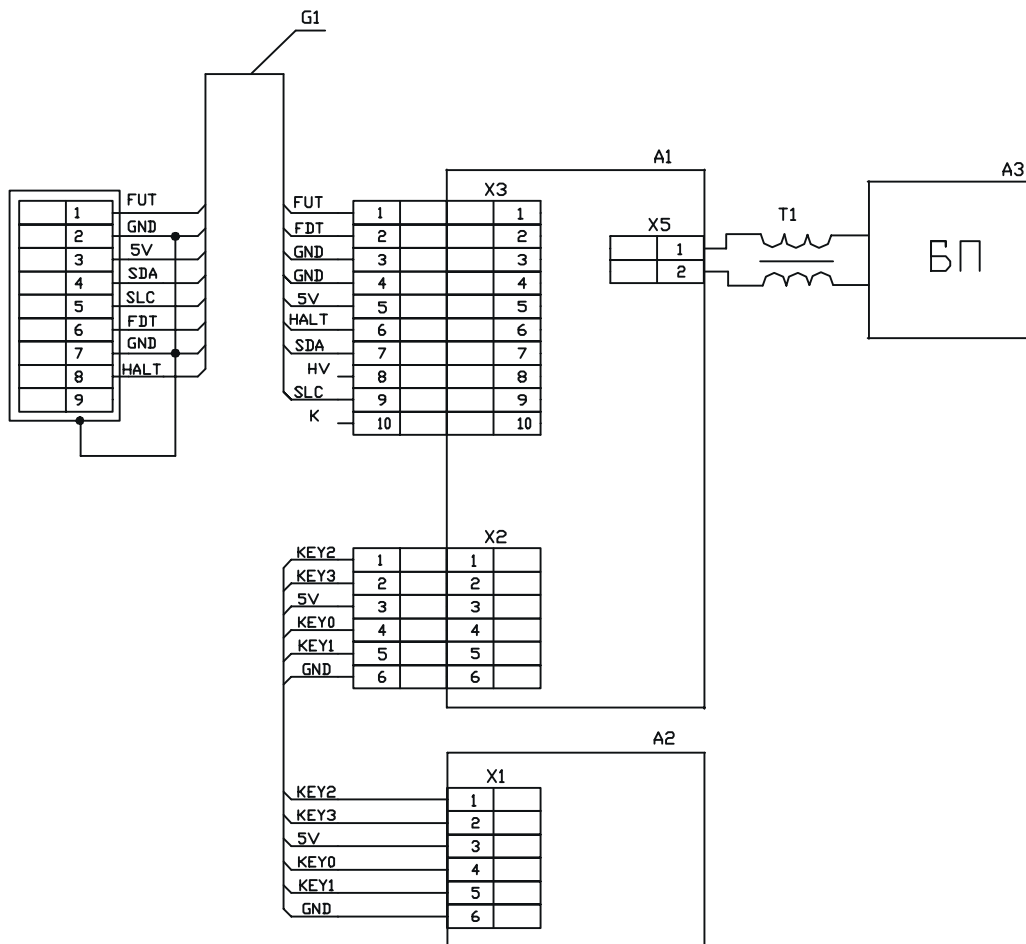 G1
A1
A3
FUT
1
GND
2
5V
3
SDA
4
SLC
5
FDT
6
GND
7
HALT
8
9
X3
FUT
1 1
FDT
2 2
GND
3 3
GND
4 4
5V
5 5
HALT
6 6
SDA
7 7
HV
8 8
SLC
9 9
K
10 10
X5
1
2
T1
БП
X2
KEY2
1 1
KEY3
2 2
5V
3 3
KEY0
4 4
KEY1
5 5
GND
6 6
A2
X1
KEY2
1
KEY3
2
5V
3
KEY0
4
KEY1
5
GND
6